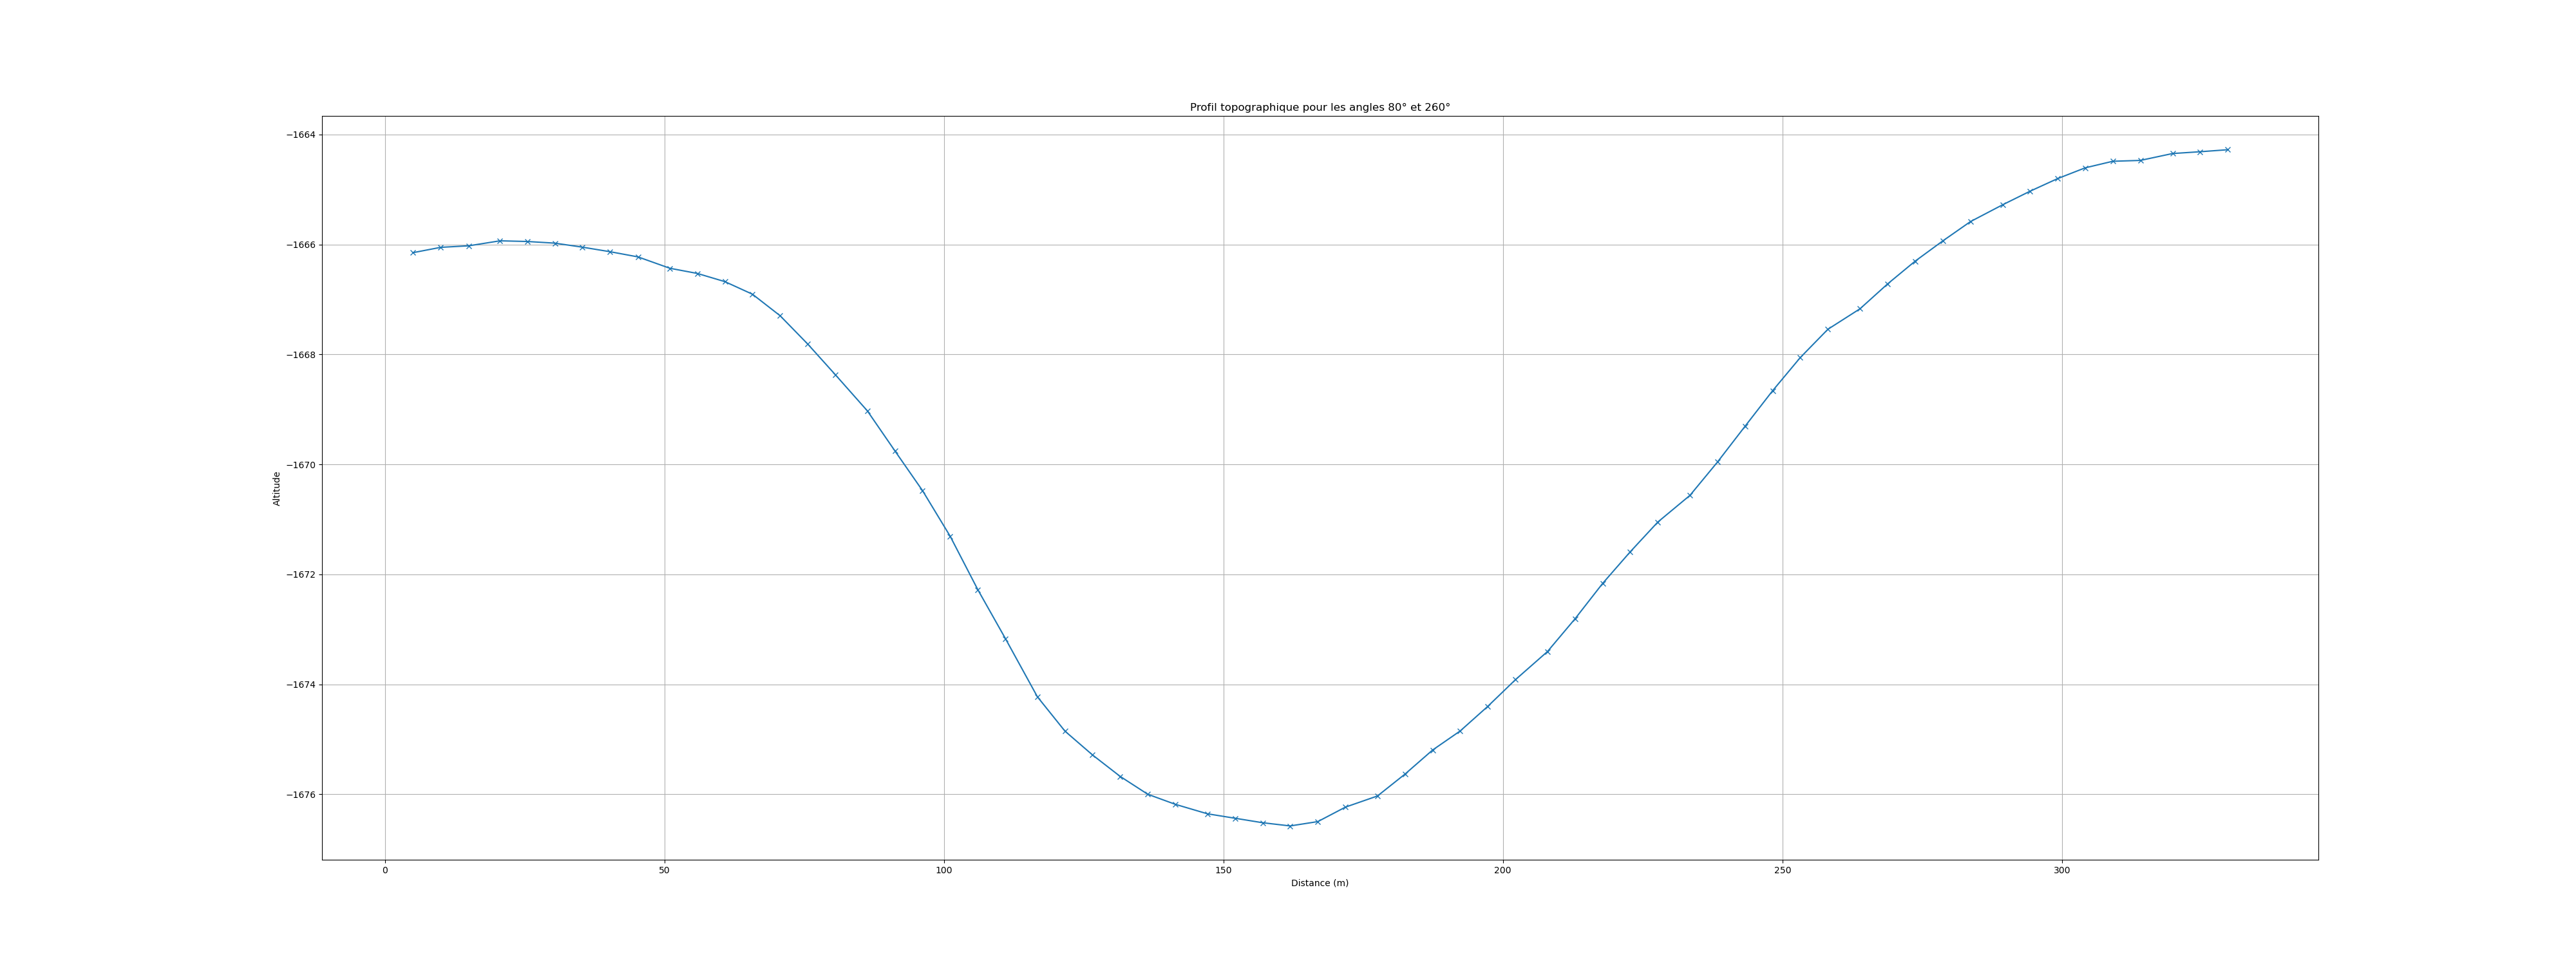 Profil topographique pour les angles 80° et 260°
−1664
−1666
−1668
−1670
−1672
−1674
−1676
Altitude
0 50 100 150 200 250 300
Distance (m)